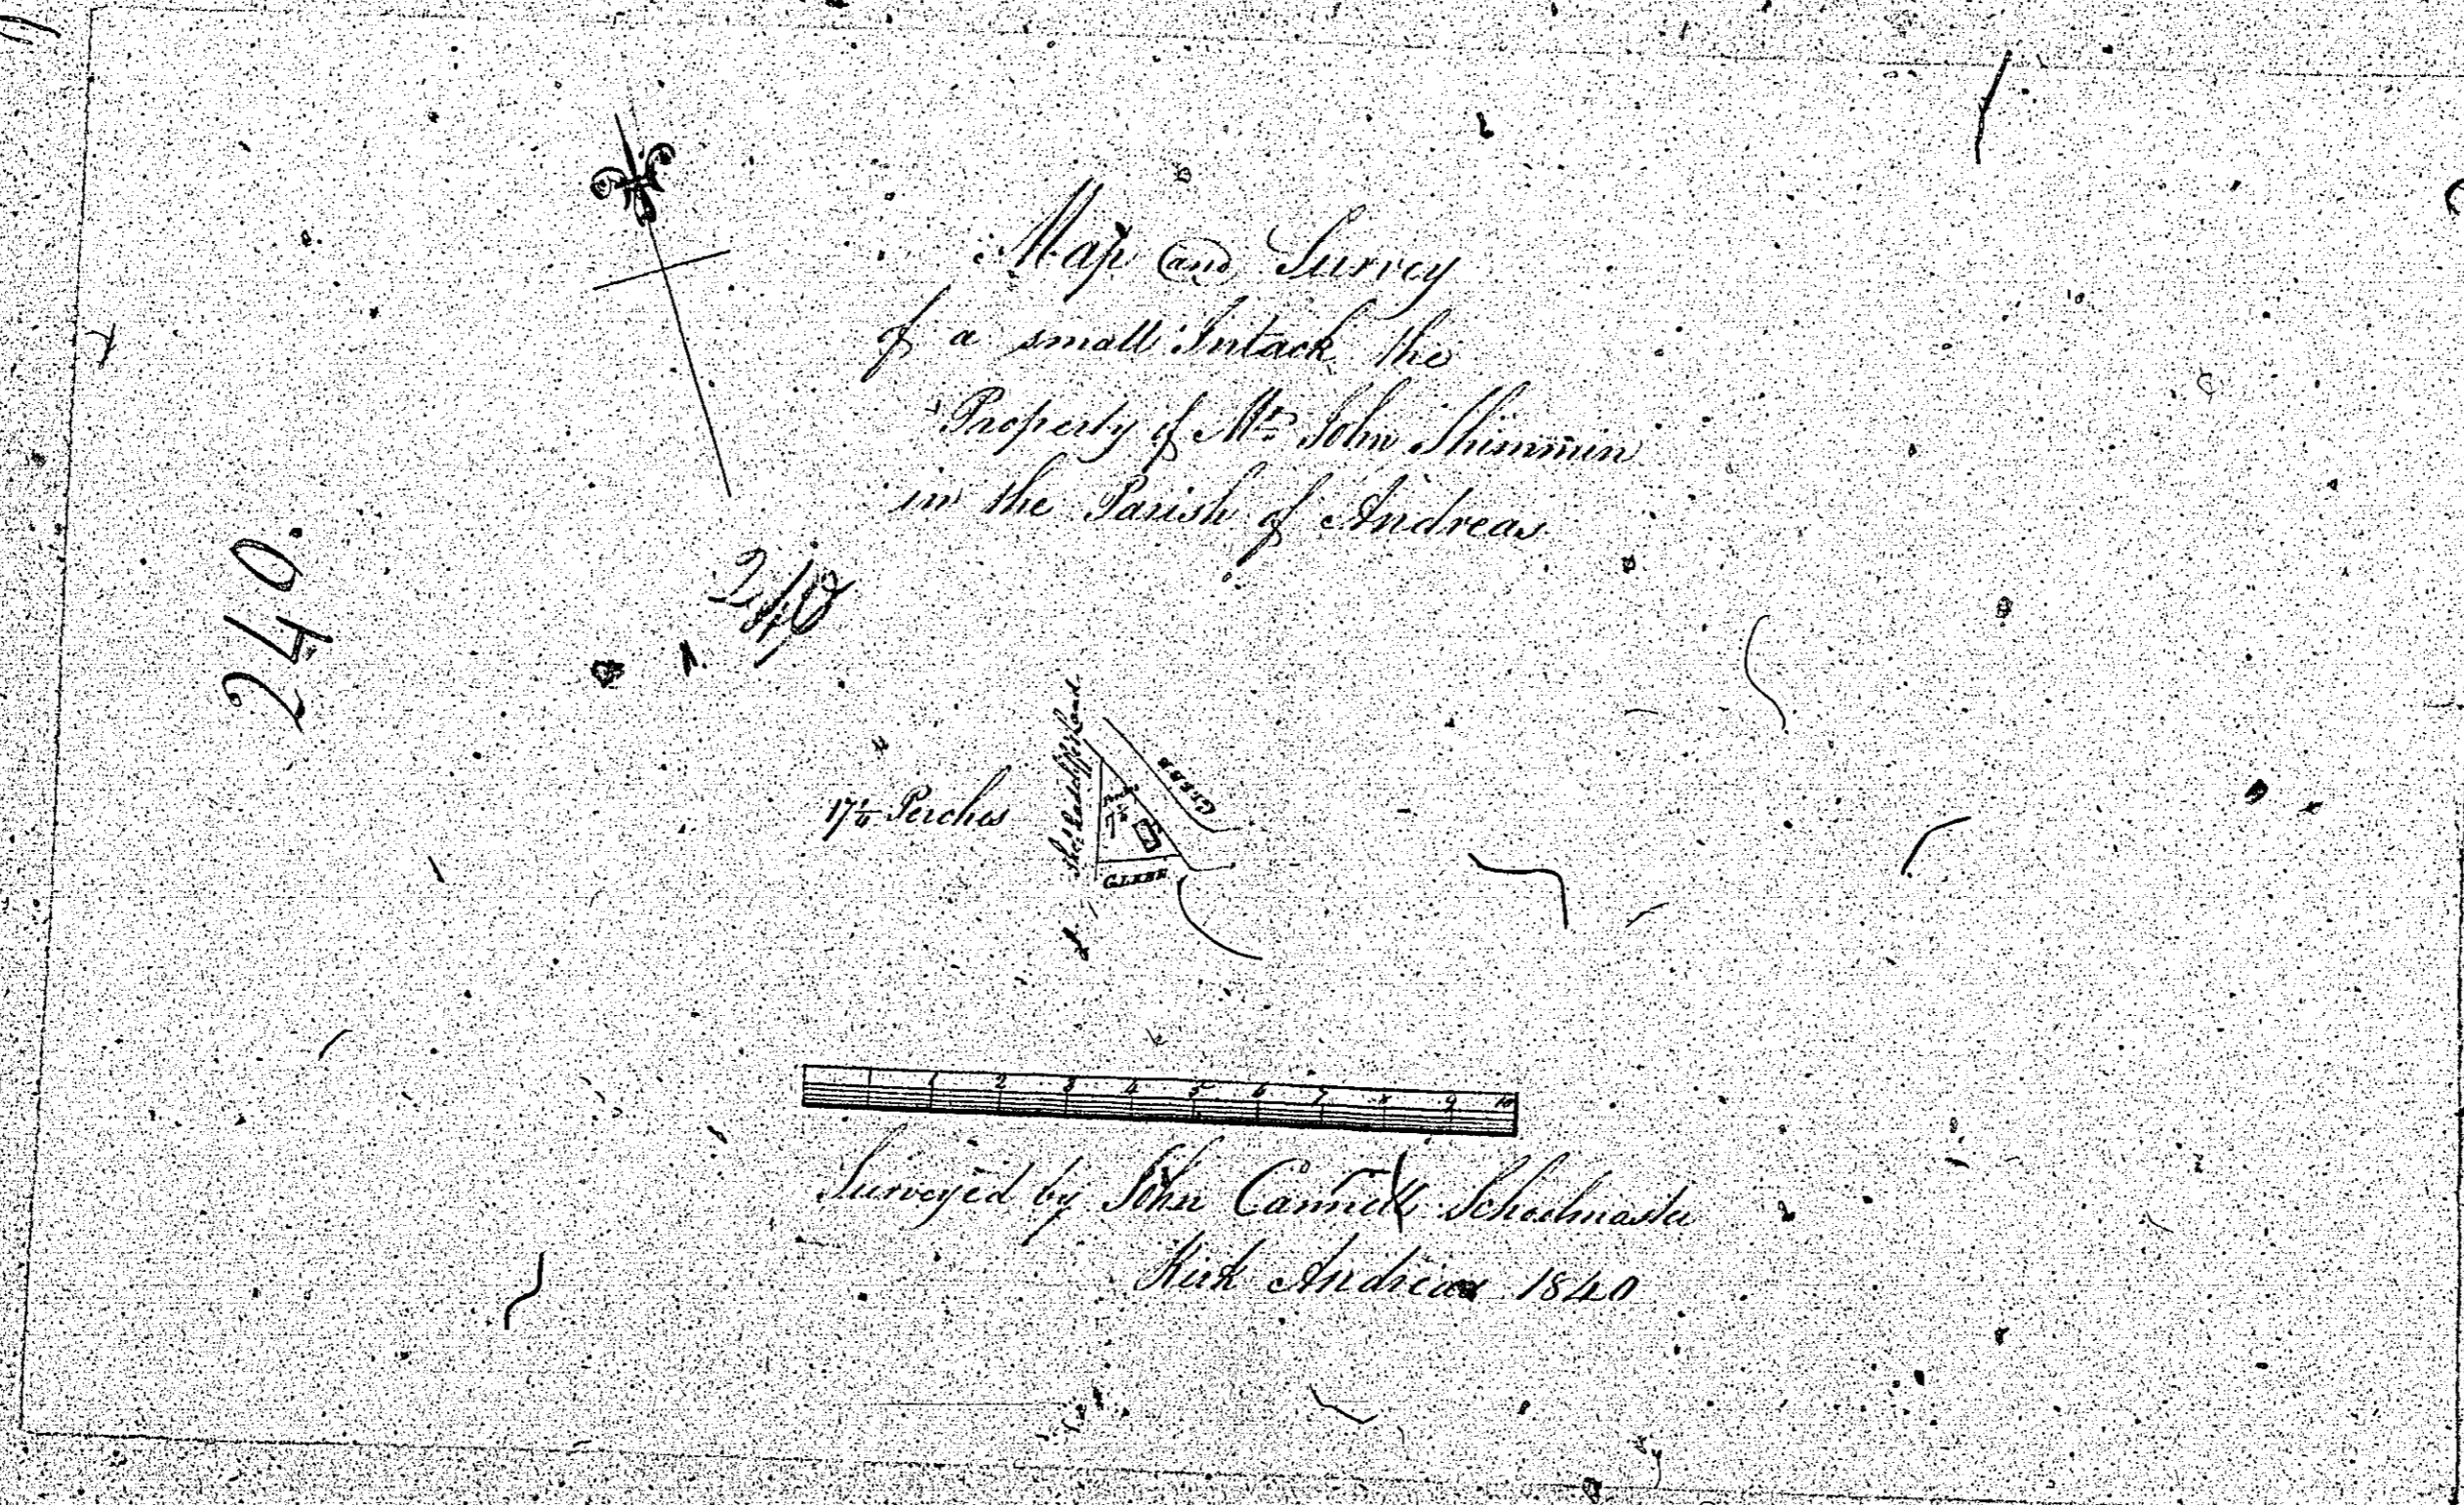 Map and Survey
of a small Intack the
Property of Mr John Shimmin
in the Parish of Andreas
240.
240
17¼ Perches
Land
GLEBE
GLEBE
1 2 3 4 5 6 7 8 9 10
Surveyed by John Cannell Schoolmaster
Kirk Andreas 1840